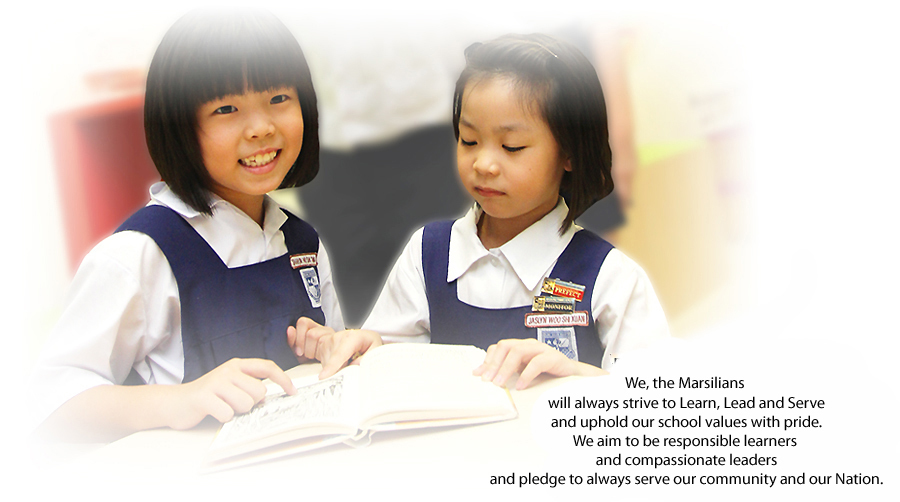 PREFECT
MONITOR
JASLYN WOO SHI XUAN
We, the Marsilians
will always strive to Learn, Lead and Serve
and uphold our school values with pride.
We aim to be responsible learners
and compassionate leaders
and pledge to always serve our community and our Nation.